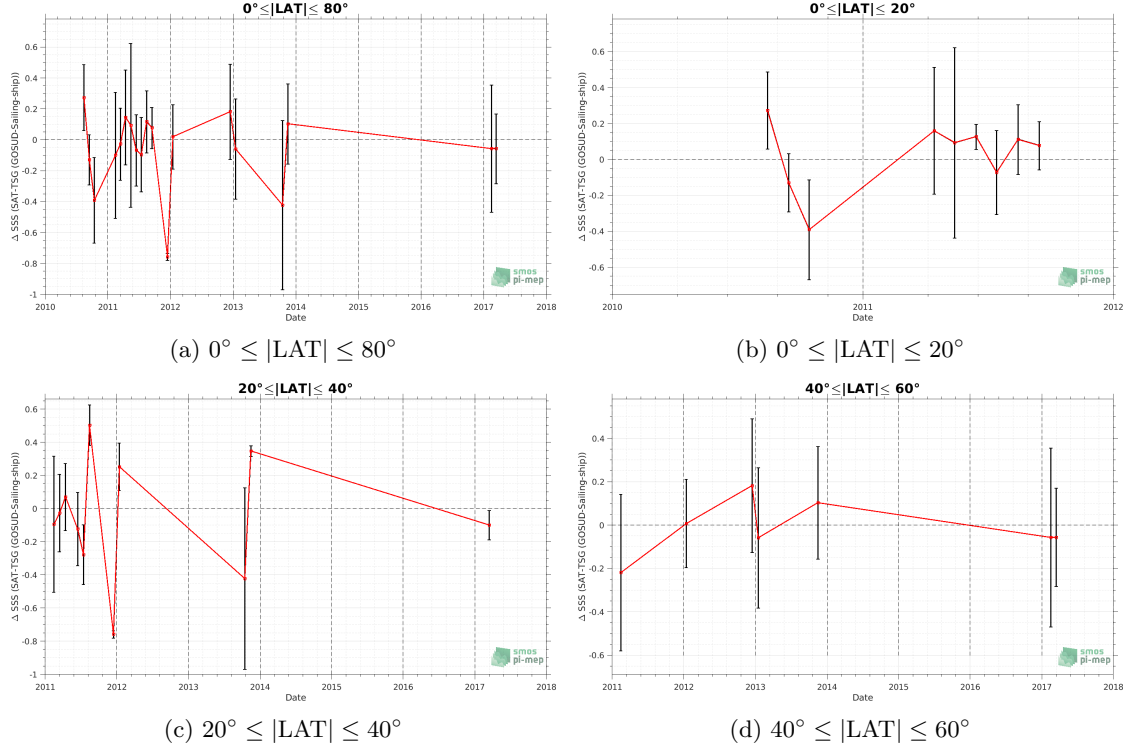 0°≤|LAT|≤ 80°
Δ SSS (SAT-TSG (GOSUD-Sailing-ship))
0.6
0.4
0.2
0
-0.2
-0.4
-0.6
-0.8
-1
2010 2011 2012 2013 2014 2015 2016 2017 2018
Date
smos
pi-mep
(a) 0° ≤ |LAT| ≤ 80°
0°≤|LAT|≤ 20°
Δ SSS (SAT-TSG (GOSUD-Sailing-ship))
0.6
0.4
0.2
0
-0.2
-0.4
-0.6
2010 2011 2012
Date
smos
pi-mep
(b) 0° ≤ |LAT| ≤ 20°
20°≤|LAT|≤ 40°
Δ SSS (SAT-TSG (GOSUD-Sailing-ship))
0.6
0.4
0.2
0
-0.2
-0.4
-0.6
-0.8
-1
2011 2012 2013 2014 2015 2016 2017 2018
Date
smos
pi-mep
(c) 20° ≤ |LAT| ≤ 40°
40°≤|LAT|≤ 60°
Δ SSS (SAT-TSG (GOSUD-Sailing-ship))
0.4
0.2
0
-0.2
-0.4
-0.6
2011 2012 2013 2014 2015 2016 2017 2018
Date
smos
pi-mep
(d) 40° ≤ |LAT| ≤ 60°